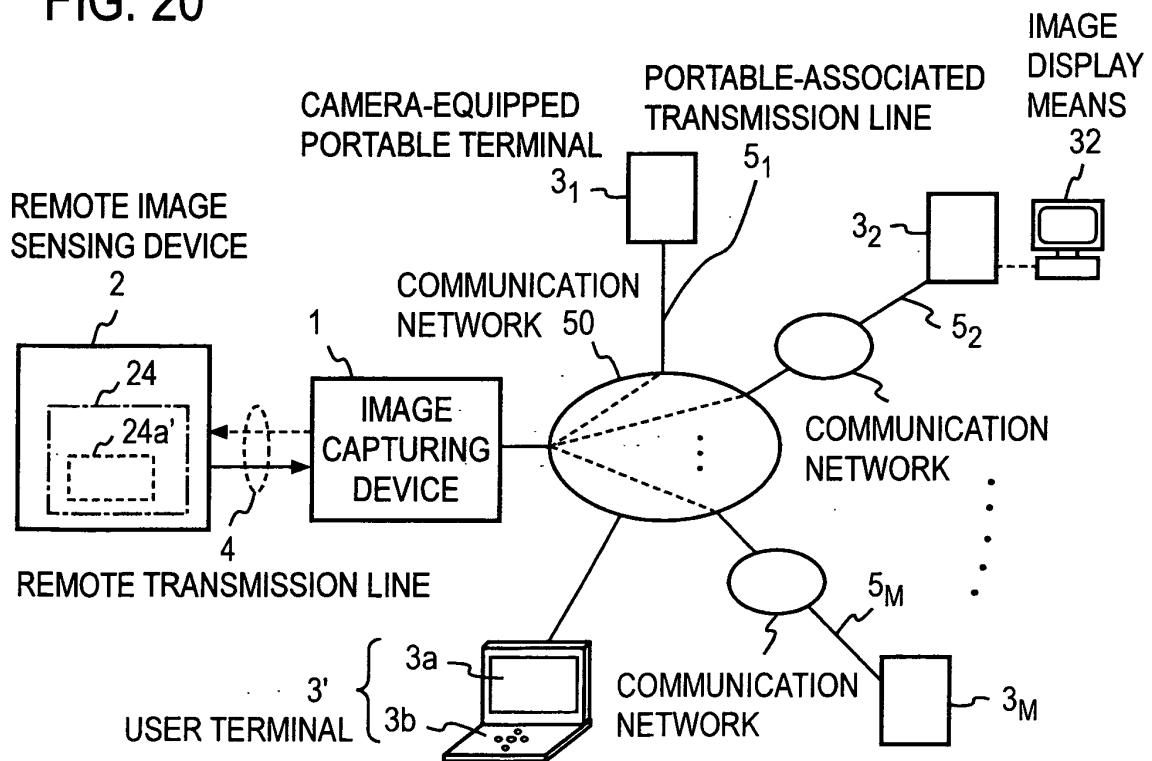 FIG. 20
IMAGE
DISPLAY
MEANS
32
PORTABLE-ASSOCIATED
TRANSMISSION LINE
5₁
CAMERA-EQUIPPED
PORTABLE TERMINAL
3₁
3₂
REMOTE IMAGE
SENSING DEVICE
2
COMMUNICATION
NETWORK 50
5₂
1
24
24a'
IMAGE
CAPTURING
DEVICE
COMMUNICATION
NETWORK
4
REMOTE TRANSMISSION LINE
5M
3a
3'
USER TERMINAL
3b
COMMUNICATION
NETWORK
3M